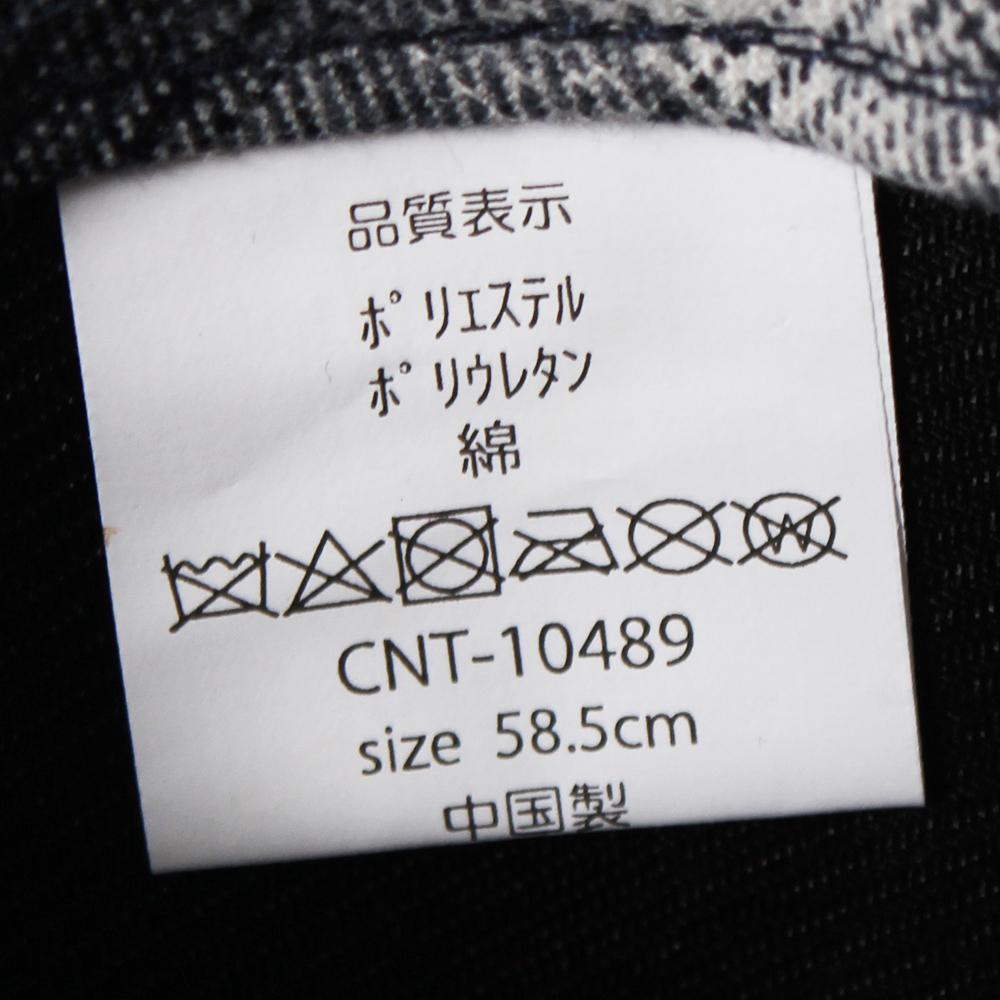 品質表示
ポリエステル
ポリウレタン
綿
W
CNT-10489
size 58.5cm
中国製